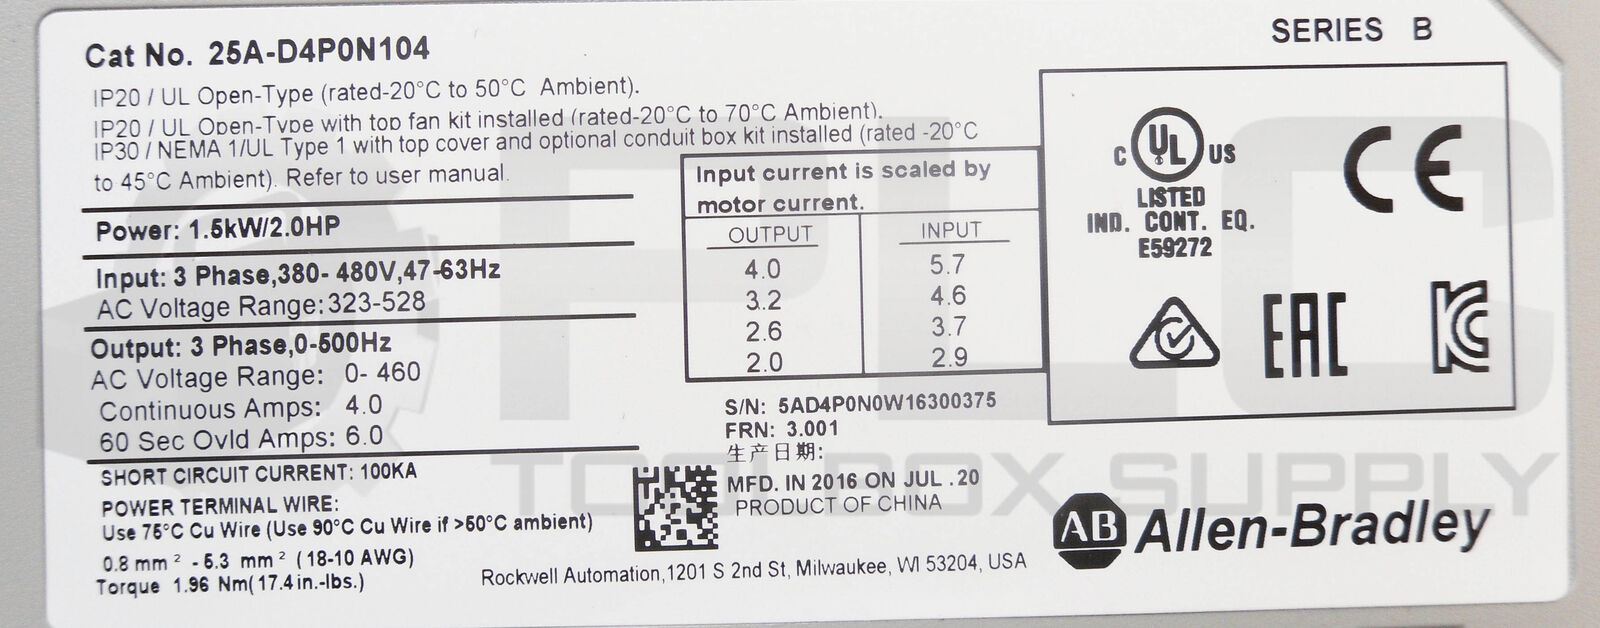 Cat No. 25A-D4P0N104
SERIES B
IP20 / UL Open-Type (rated-20°C to 50°C Ambient).
IP20 / UL Open-Type with top fan kit installed (rated-20°C to 70°C Ambient).
IP30 / NEMA 1/UL Type 1 with top cover and optional conduit box kit installed (rated -20°C
to 45°C Ambient). Refer to user manual.
Power: 1.5kW/2.0HP
Input: 3 Phase,380- 480V,47-63Hz
AC Voltage Range:323-528
Output: 3 Phase,0-500Hz
AC Voltage Range: 0- 460
Continuous Amps: 4.0
60 Sec Ovld Amps: 6.0
SHORT CIRCUIT CURRENT: 100KA
POWER TERMINAL WIRE:
Use 75°C Cu Wire (Use 90°C Cu Wire if >50°C ambient)
0.8 mm² - 5.3 mm² (18-10 AWG)
Torque 1.96 Nm(17.4in.-lbs.)
Input current is scaled by
motor current.
OUTPUT INPUT
4.0 5.7
3.2 4.6
2.6 3.7
2.0 2.9
S/N: 5AD4P0N0W16300375
FRN: 3.001
生产日期:
MFD. IN 2016 ON JUL .20
PRODUCT OF CHINA
Rockwell Automation,1201 S 2nd St, Milwaukee, WI 53204, USA
C UL US
LISTED
IND. CONT. EQ.
E59272
CE
EAC
KC
AB Allen-Bradley
PLC
TOOLBOX SUPPLY